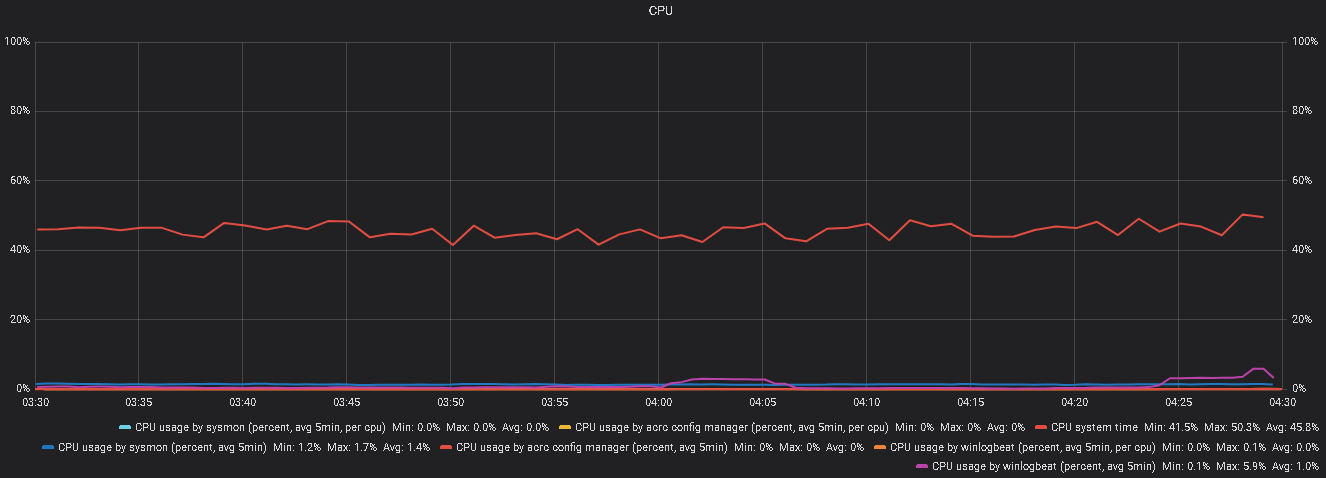 CPU
100% 100%
80% 80%
60% 60%
40% 40%
20% 20%
0% 0%
03:30 03:35 03:40 03:45 03:50 03:55 04:00 04:05 04:10 04:15 04:20 04:25 04:30
CPU usage by sysmon (percent, avg 5min, per cpu) Min: 0.0% Max: 0.0% Avg: 0.0% CPU usage by acrc config manager (percent, avg 5min, per cpu) Min: 0% Max: 0% Avg: 0% CPU system time Min: 41.5% Max: 50.3% Avg: 45.8%
CPU usage by sysmon (percent, avg 5min) Min: 1.2% Max: 1.7% Avg: 1.4% CPU usage by acrc config manager (percent, avg 5min) Min: 0% Max: 0% Avg: 0% CPU usage by winlogbeat (percent, avg 5min, per cpu) Min: 0.0% Max: 0.1% Avg: 0.0%
CPU usage by winlogbeat (percent, avg 5min) Min: 0.1% Max: 5.9% Avg: 1.0%